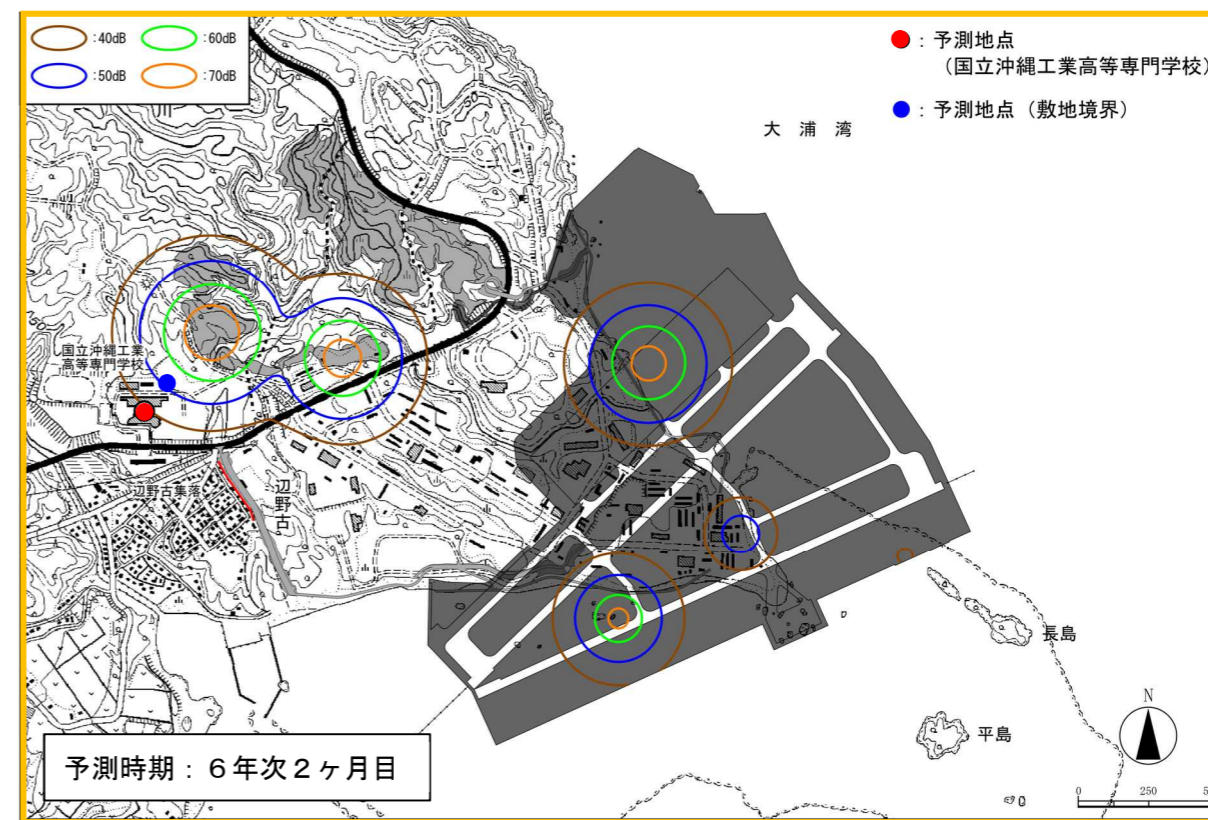 :40dB
:60dB
:50dB
:70dB
：予測地点
（国立沖縄工業高等専門学校）
：予測地点（敷地境界）
大浦湾
川
50
国立沖縄工業
高等専門学校
辺野古集落
辺野古
長島
平島
N
0 250
予測時期：６年次２ヶ月目